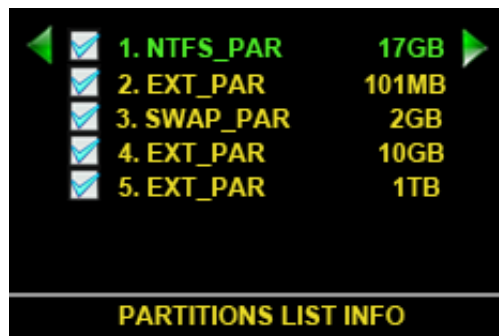 1. NTFS_PAR 17GB
2. EXT_PAR 101MB
3. SWAP_PAR 2GB
4. EXT_PAR 10GB
5. EXT_PAR 1TB
PARTITIONS LIST INFO